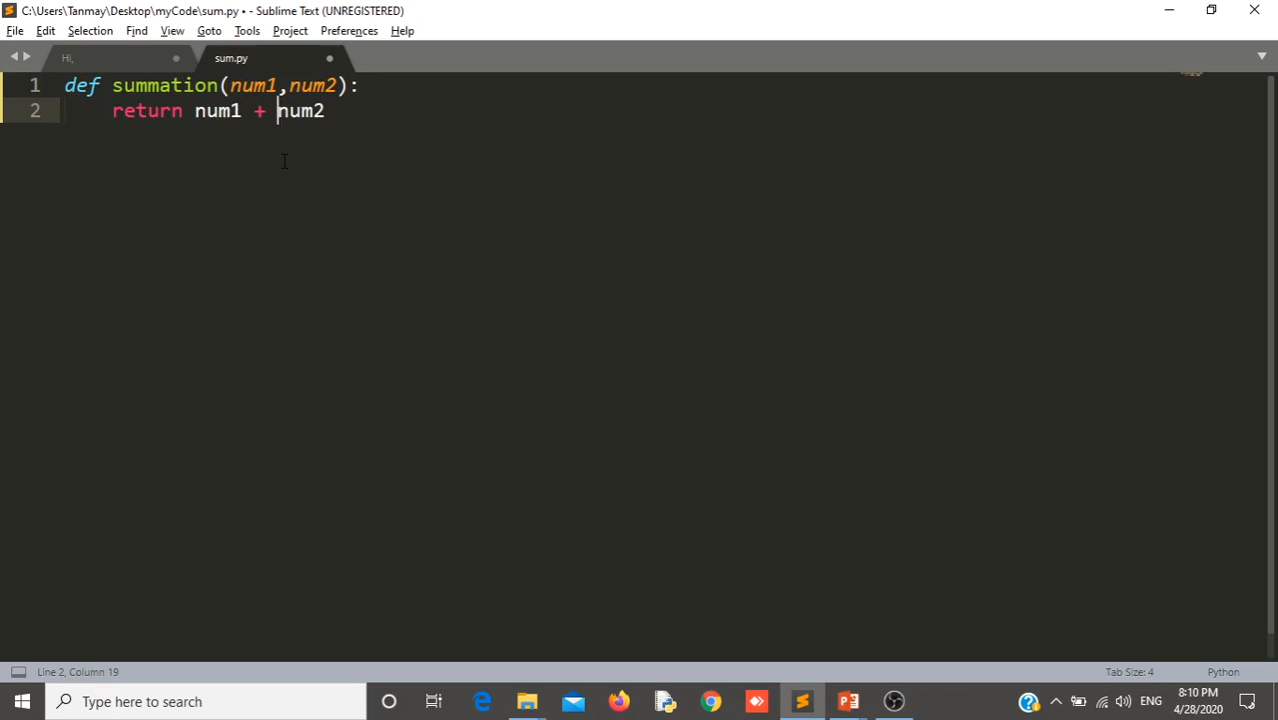 C:\Users\Tanmay\Desktop\myCode\sum.py • - Sublime Text (UNREGISTERED)
File Edit Selection Find View Goto Tools Project Preferences Help
Hi, sum.py
1 def summation(num1,num2):
2 return num1 + num2
Line 2, Column 19 Tab Size: 4 Python
Type here to search ENG 8:10 PM
4/28/2020